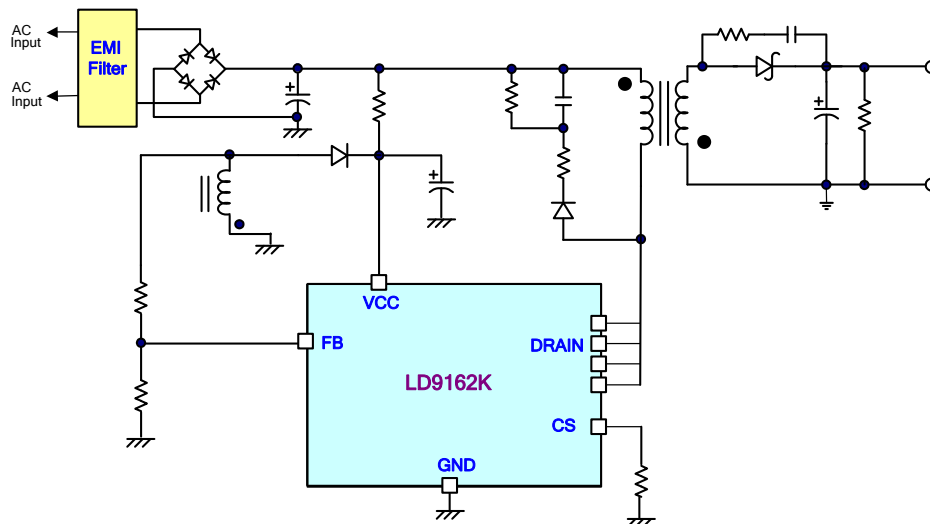 AC
Input
EMI
Filter
AC
Input
VCC
FB
DRAIN
LD9162K
CS
GND